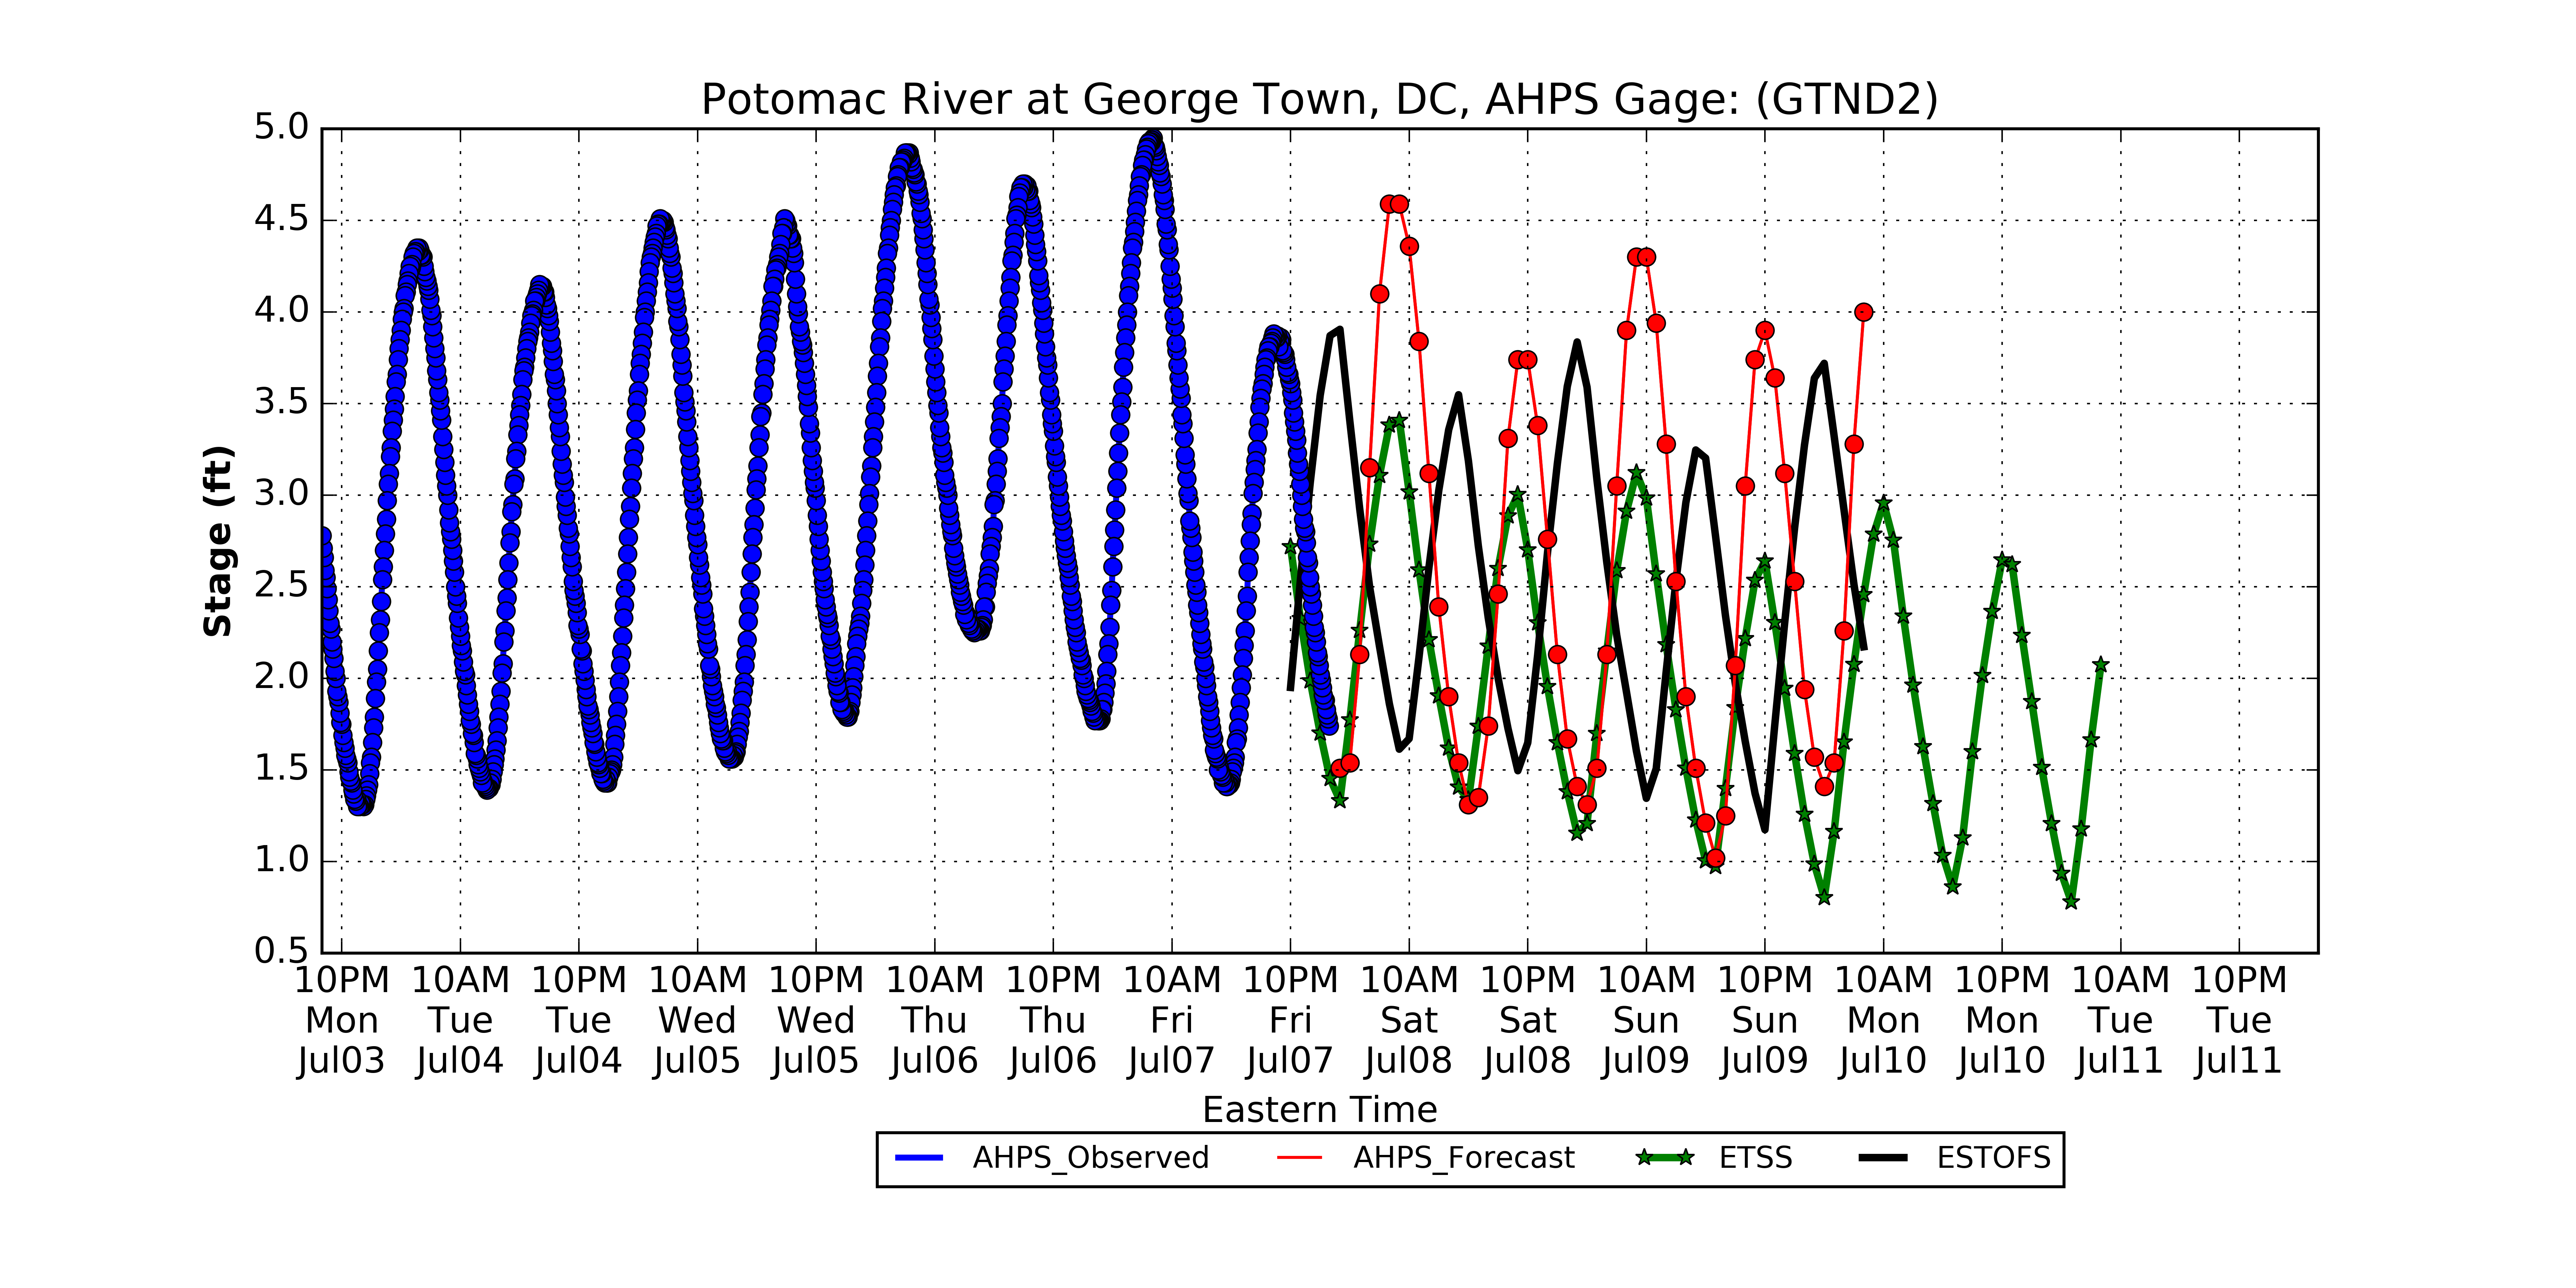 Potomac River at George Town, DC, AHPS Gage: (GTND2)
5.0
4.5
4.0
3.5
3.0
2.5
2.0
1.5
1.0
0.5
Stage (ft)
10PM 10AM 10PM 10AM 10PM 10AM 10PM 10AM 10PM 10AM 10PM 10AM 10PM 10AM 10PM 10AM 10PM
Mon Tue Tue Wed Wed Thu Thu Fri Fri Sat Sat Sun Sun Mon Mon Tue Tue
Jul03 Jul04 Jul04 Jul05 Jul05 Jul06 Jul06 Jul07 Jul07 Jul08 Jul08 Jul09 Jul09 Jul10 Jul10 Jul11 Jul11
Eastern Time
AHPS_Observed AHPS_Forecast ETSS ESTOFS